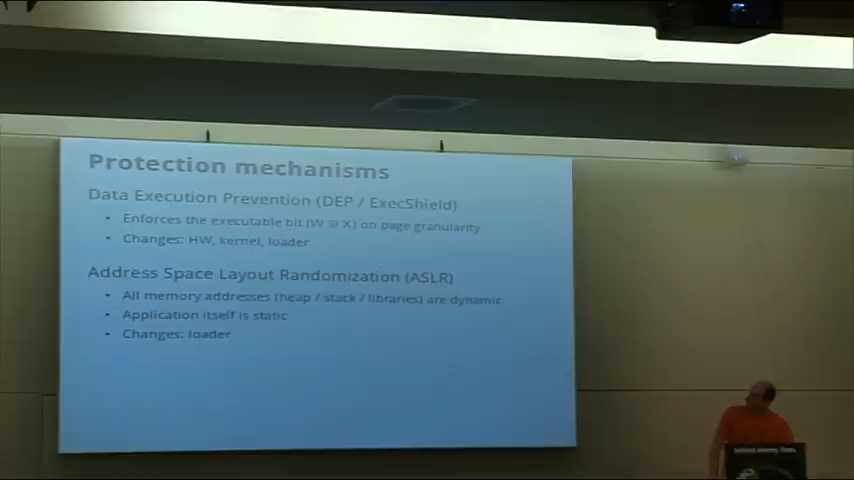 Protection mechanisms
Data Execution Prevention (DEP / ExecShield)
• Enforces the executable bit (W ⊕ X) on page granularity
• Changes: HW, kernel, loader
Address Space Layout Randomization (ASLR)
• All memory addresses (heap / stack / libraries) are dynamic
• Application itself is static
• Changes: loader